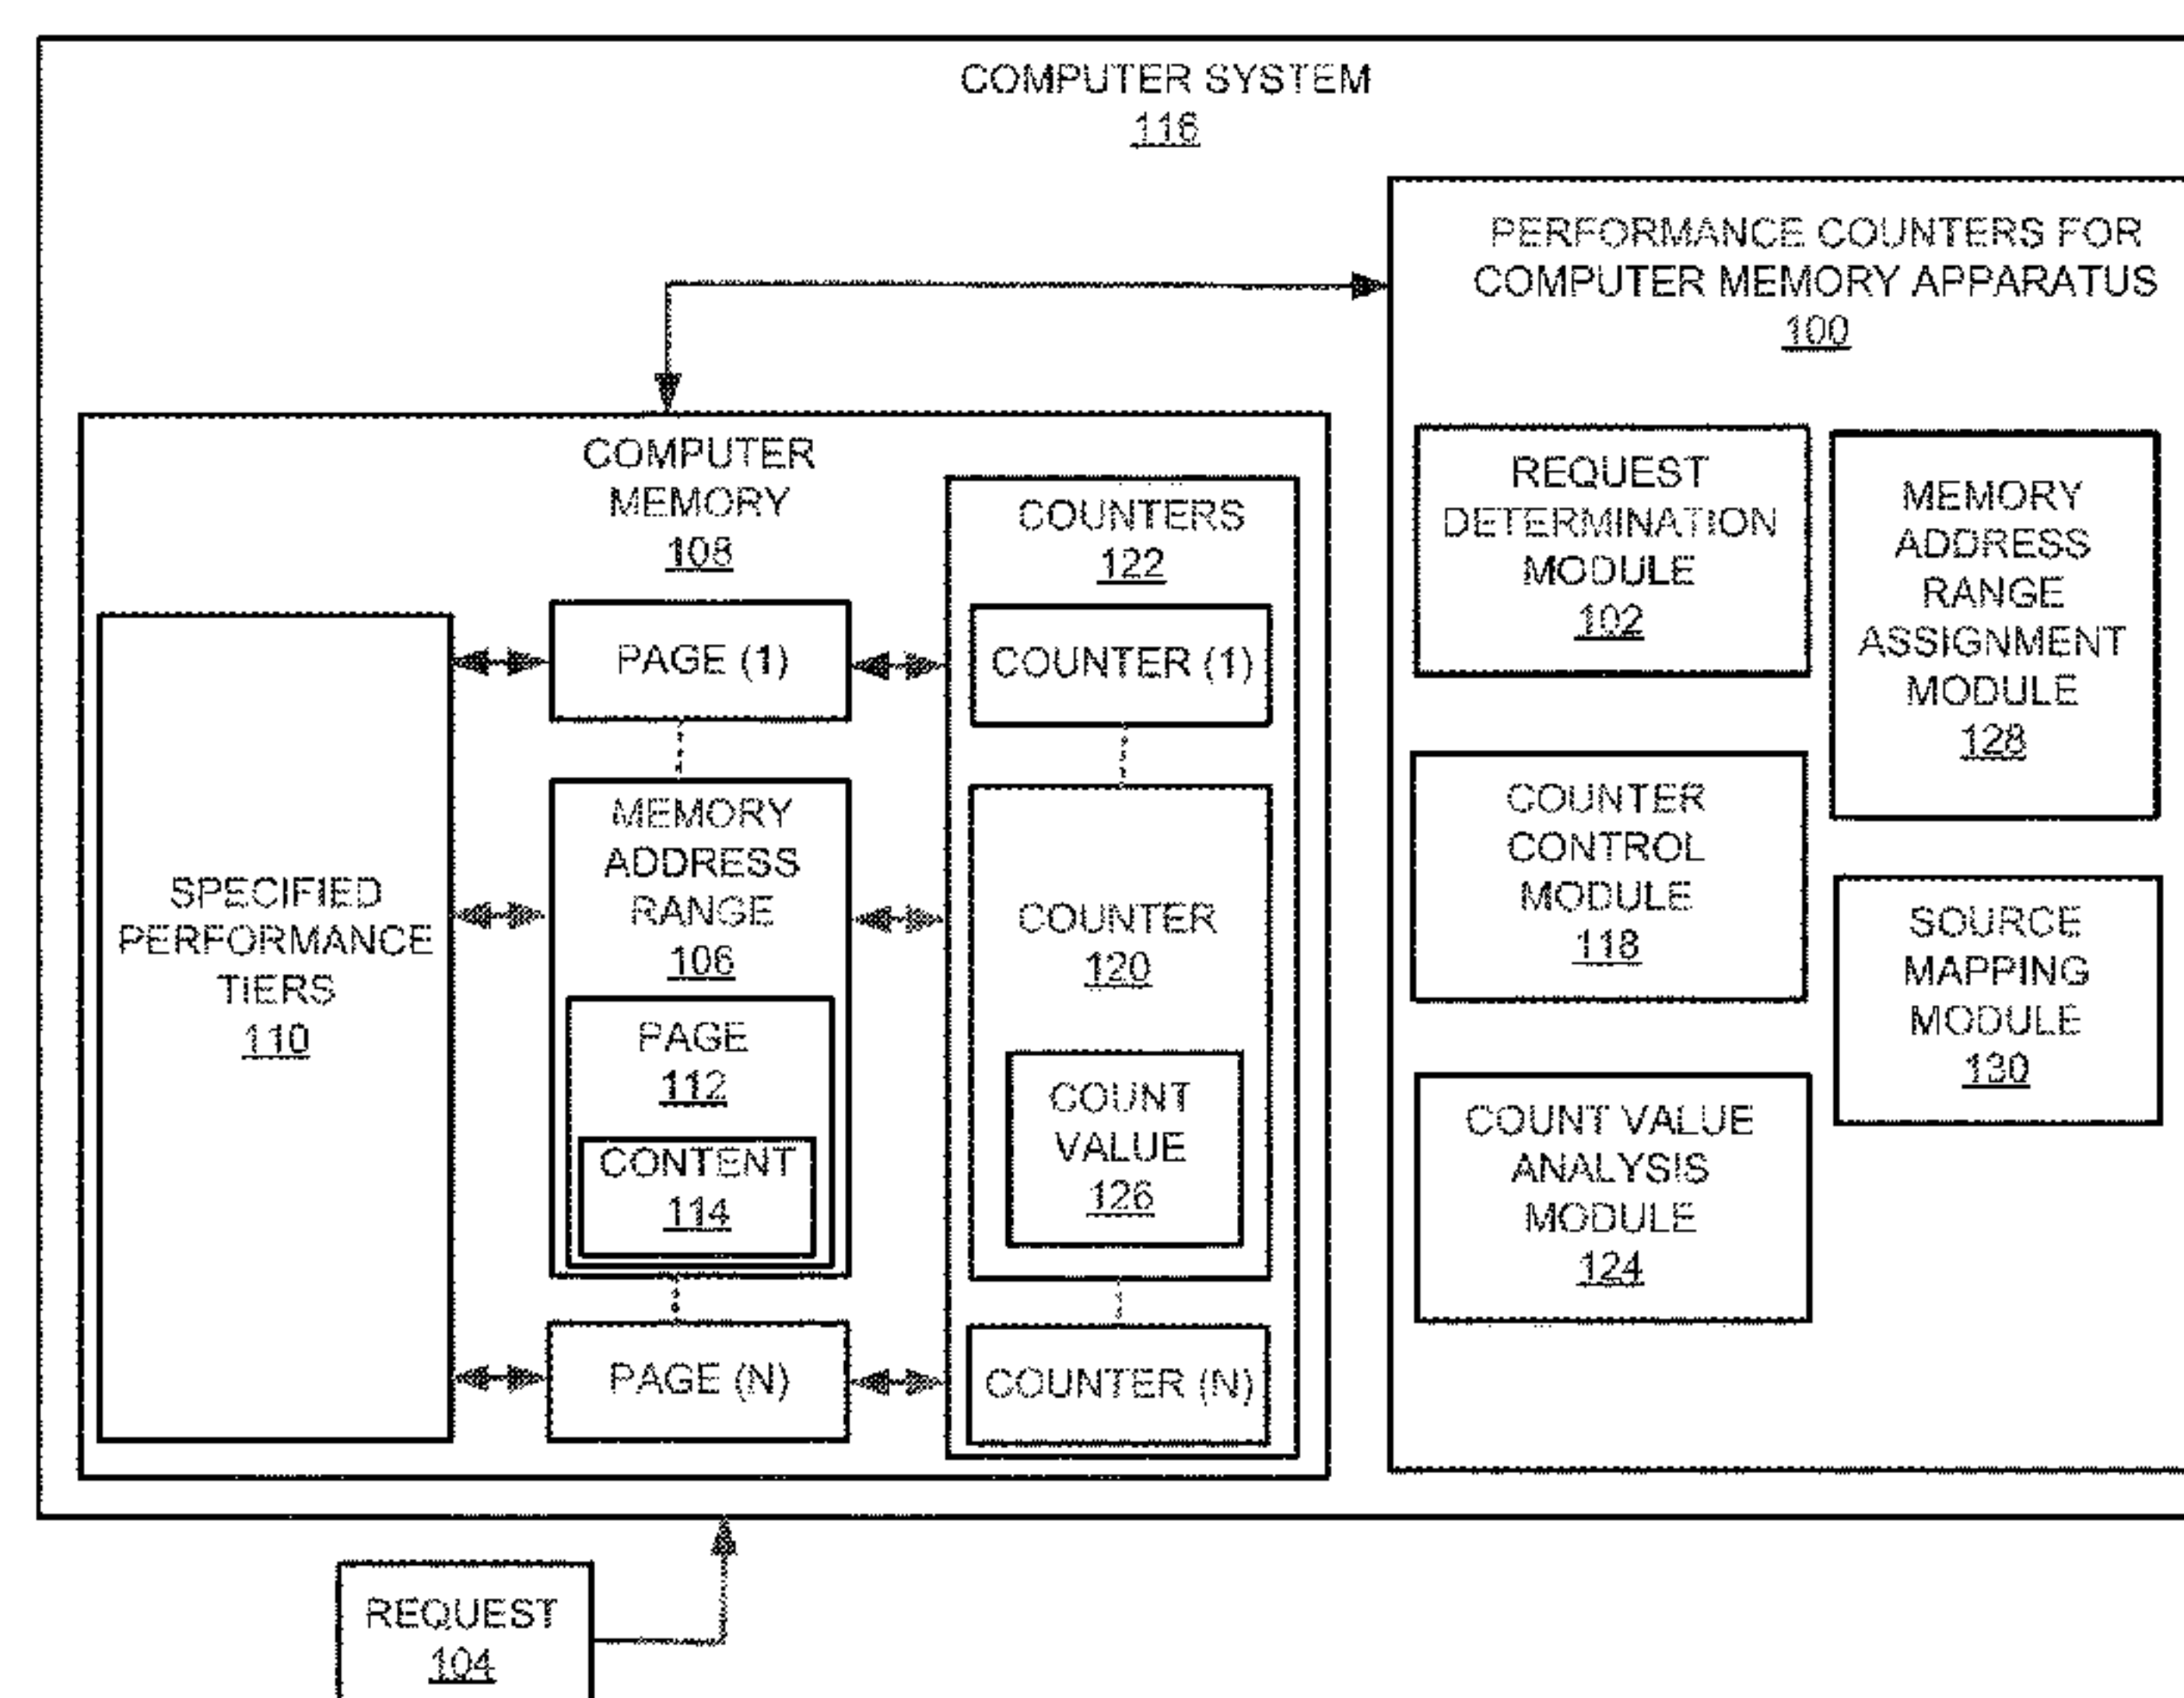 COMPUTER SYSTEM
116
PERFORMANCE COUNTERS FOR
COMPUTER MEMORY APPARATUS
100
COMPUTER
MEMORY
108
SPECIFIED
PERFORMANCE
TIERS
110
PAGE (1)
MEMORY
ADDRESS
RANGE
106
PAGE
112
CONTENT
114
PAGE (N)
COUNTERS
122
COUNTER (1)
COUNTER
120
COUNT
VALUE
126
COUNTER (N)
REQUEST
DETERMINATION
MODULE
102
COUNTER
CONTROL
MODULE
118
COUNT VALUE
ANALYSIS
MODULE
124
MEMORY
ADDRESS
RANGE
ASSIGNMENT
MODULE
128
SOURCE
MAPPING
MODULE
130
REQUEST
104